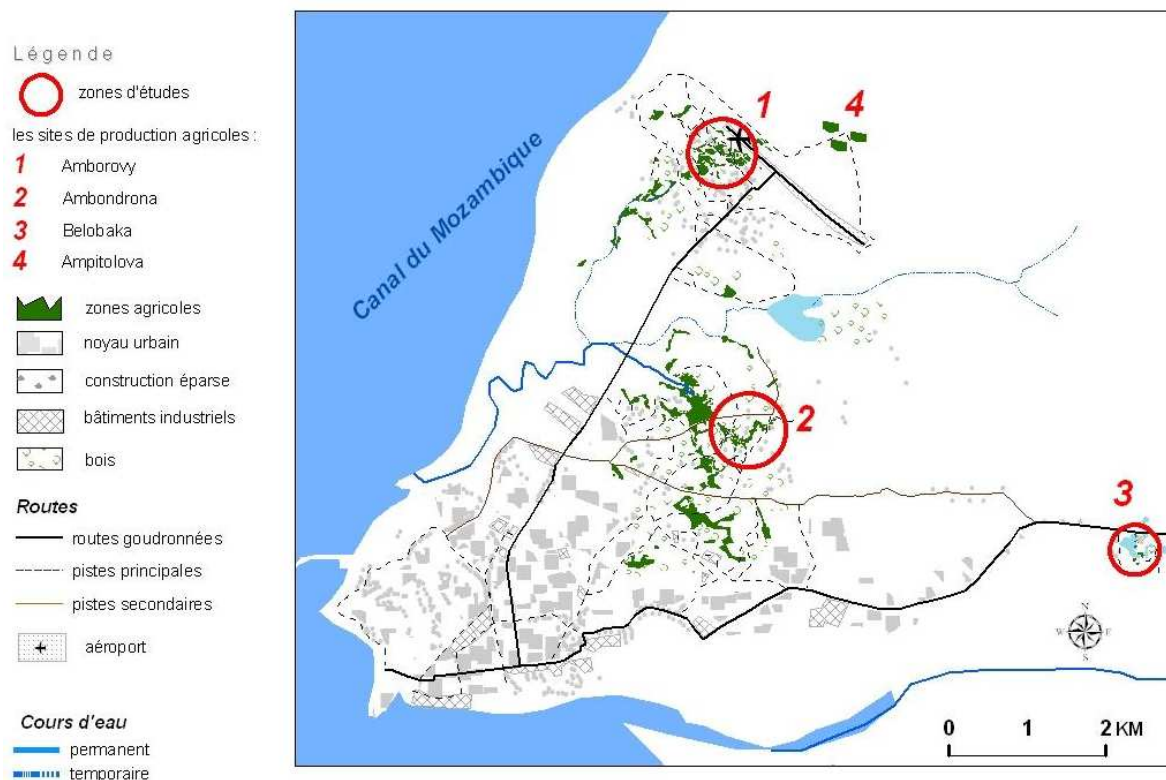 Légende
zones d'études
les sites de production agricoles :
1 Amborovy
2 Ambondrona
3 Belobaka
4 Ampitolova
zones agricoles
noyau urbain
construction éparse
bâtiments industriels
bois
Routes
routes goudronnées
pistes principales
pistes secondaires
aéroport
Cours d'eau
permanent
temporaire
Canal du Mozambique
1
4
2
3
N
W E
S
0 1 2 KM